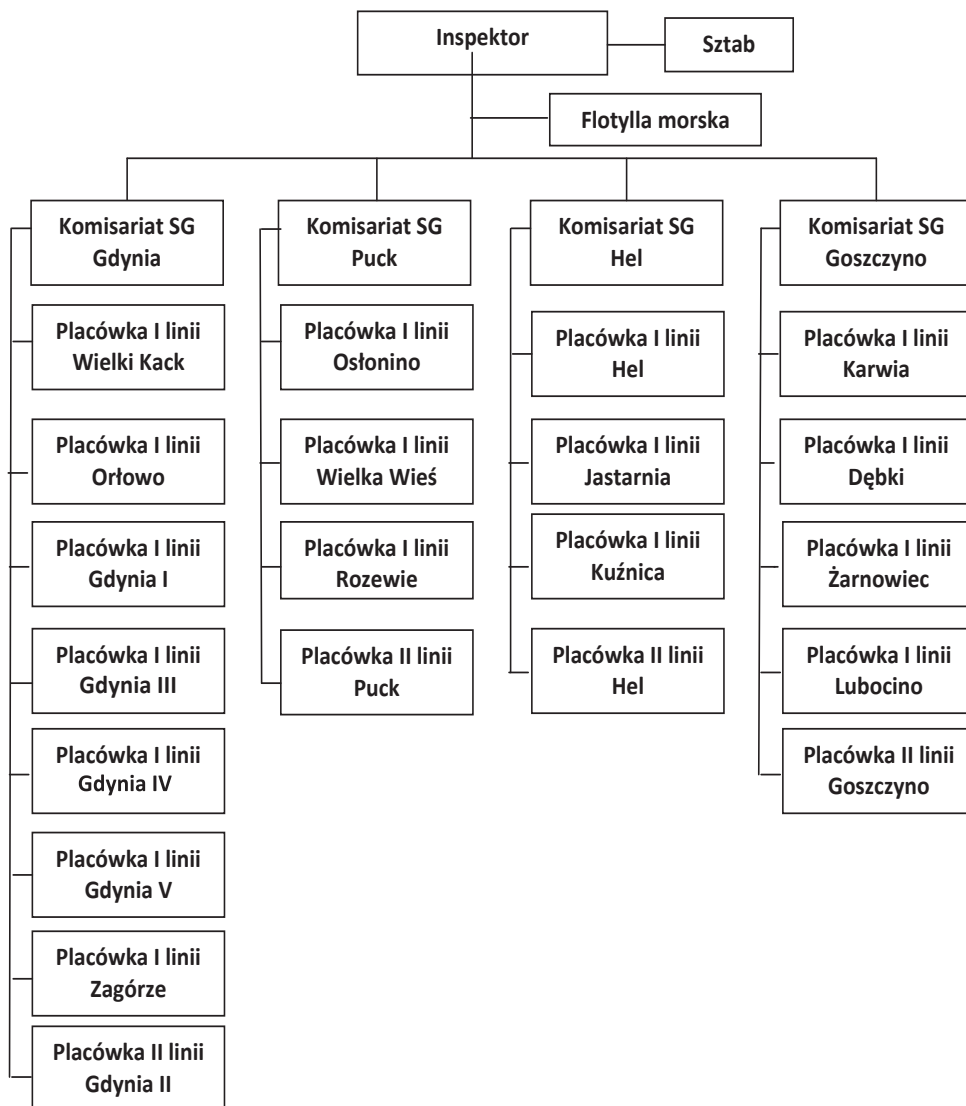 Inspektor
Sztab
Flotylla morska
Komisariat SG
Gdynia
Placówka I linii
Wielki Kack
Placówka I linii
Orłowo
Placówka I linii
Gdynia I
Placówka I linii
Gdynia III
Placówka I linii
Gdynia IV
Placówka I linii
Gdynia V
Placówka I linii
Zagórze
Placówka II linii
Gdynia II
Komisariat SG
Puck
Placówka I linii
Osłonino
Placówka I linii
Wielka Wieś
Placówka I linii
Rozewie
Placówka II linii
Puck
Komisariat SG
Hel
Placówka I linii
Hel
Placówka I linii
Jastarnia
Placówka I linii
Kuźnica
Placówka II linii
Hel
Komisariat SG
Goszczyno
Placówka I linii
Karwia
Placówka I linii
Dębki
Placówka I linii
Żarnowiec
Placówka I linii
Lubocino
Placówka II linii
Goszczyno